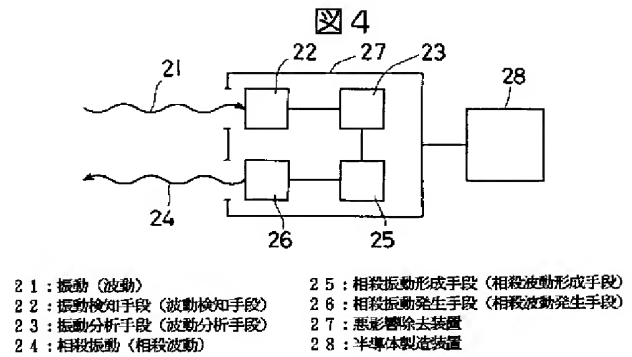 図4
22
27
23
21
28
24
26
25
21：振動（波動）
22：振動検知手段（波動検知手段）
23：振動分析手段（波動分析手段）
24：相殺振動（相殺波動）
25：相殺振動形成手段（相殺波動形成手段）
26：相殺振動発生手段（相殺波動発生手段）
27：悪影響除去装置
28：半導体製造装置